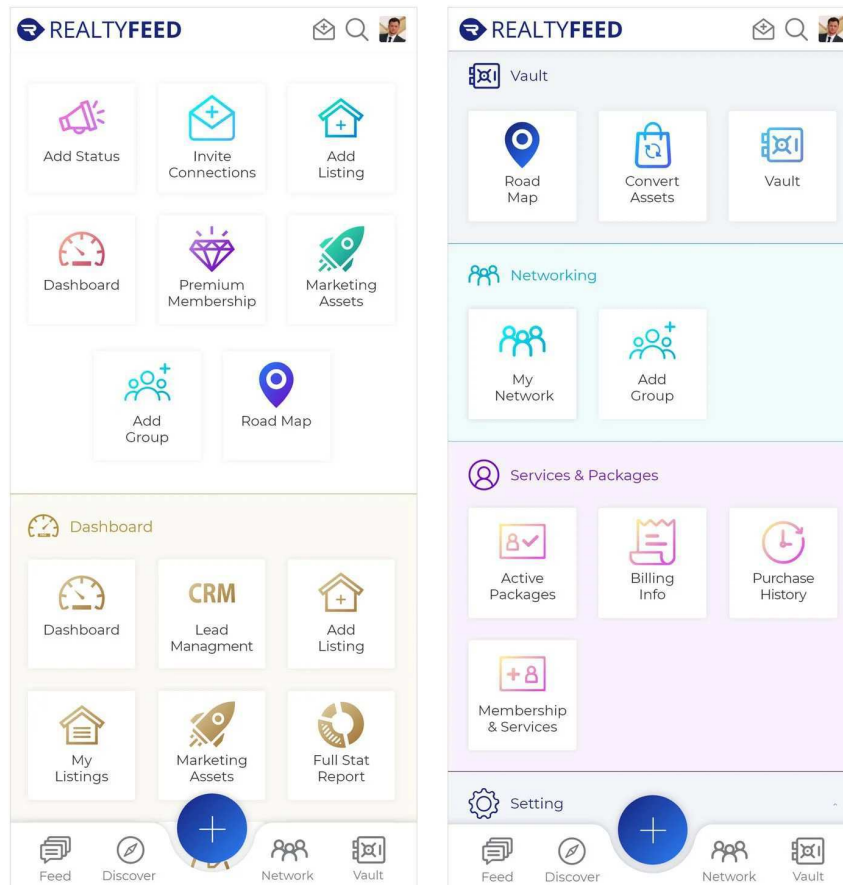 REALTYFEED
Add Status
Invite
Connections
Add
Listing
Dashboard
Premium
Membership
Marketing
Assets
Add
Group
Road Map
Dashboard
Dashboard
CRM
Lead
Managment
Add
Listing
My
Listings
Marketing
Assets
Full Stat
Report
Feed
Discover
Network
Vault
REALTYFEED
Vault
Road
Map
Convert
Assets
Vault
Networking
My
Network
Add
Group
Services & Packages
Active
Packages
Billing
Info
Purchase
History
Membership
& Services
Setting
Feed
Discover
Network
Vault